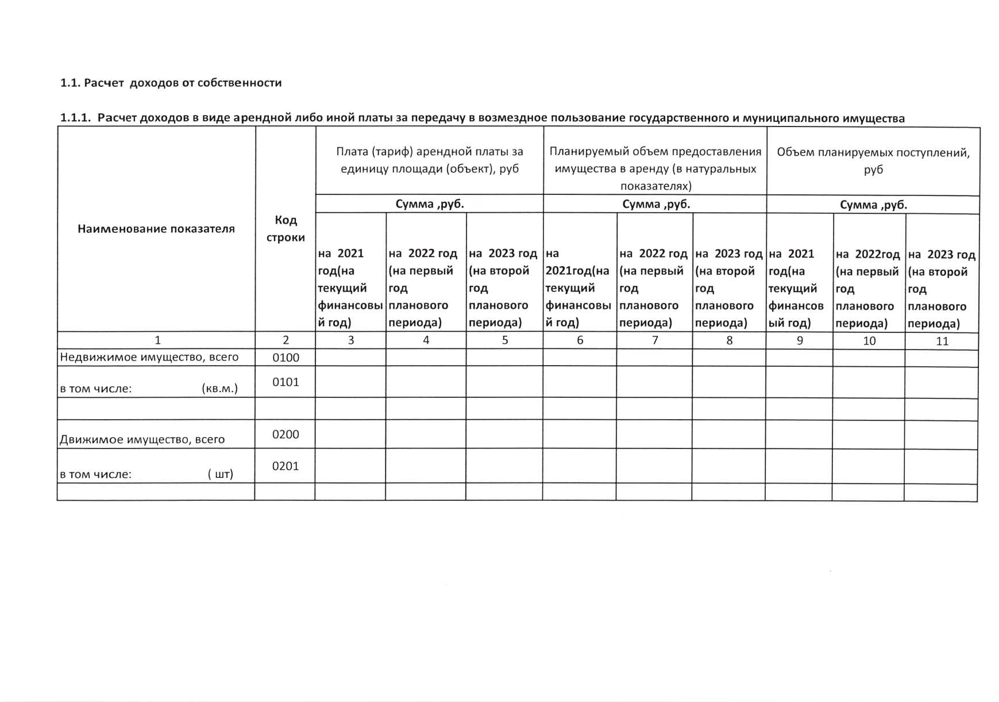 1.1. Расчет доходов от собственности
1.1.1. Расчет доходов в виде арендной либо иной платы за передачу в возмездное пользование государственного и муниципального имущества
Наименование показателя
Код
строки
Плата (тариф) арендной платы за
единицу площади (объект), руб
Планируемый объем предоставления
имущества в аренду (в натуральных
показателях)
Объем планируемых поступлений,
руб
Сумма ,руб.
Сумма ,руб.
Сумма ,руб.
на 2021
год(на
текущий
финансовы
й год)
на 2022 год
(на первый
год
планового
периода)
на 2023 год
(на второй
год
планового
периода)
на
2021год(на
текущий
финансовы
й год)
на 2022 год
(на первый
год
планового
периода)
на 2023 год
(на второй
год
планового
периода)
на 2021
год(на
текущий
финансов
ый год)
на 2022год
(на первый
год
планового
периода)
на 2023 год
(на второй
год
планового
периода)
1 2 3 4 5 6 7 8 9 10 11
Недвижимое имущество, всего 0100
в том числе: (кв.м.) 0101
Движимое имущество, всего 0200
в том числе: ( шт) 0201